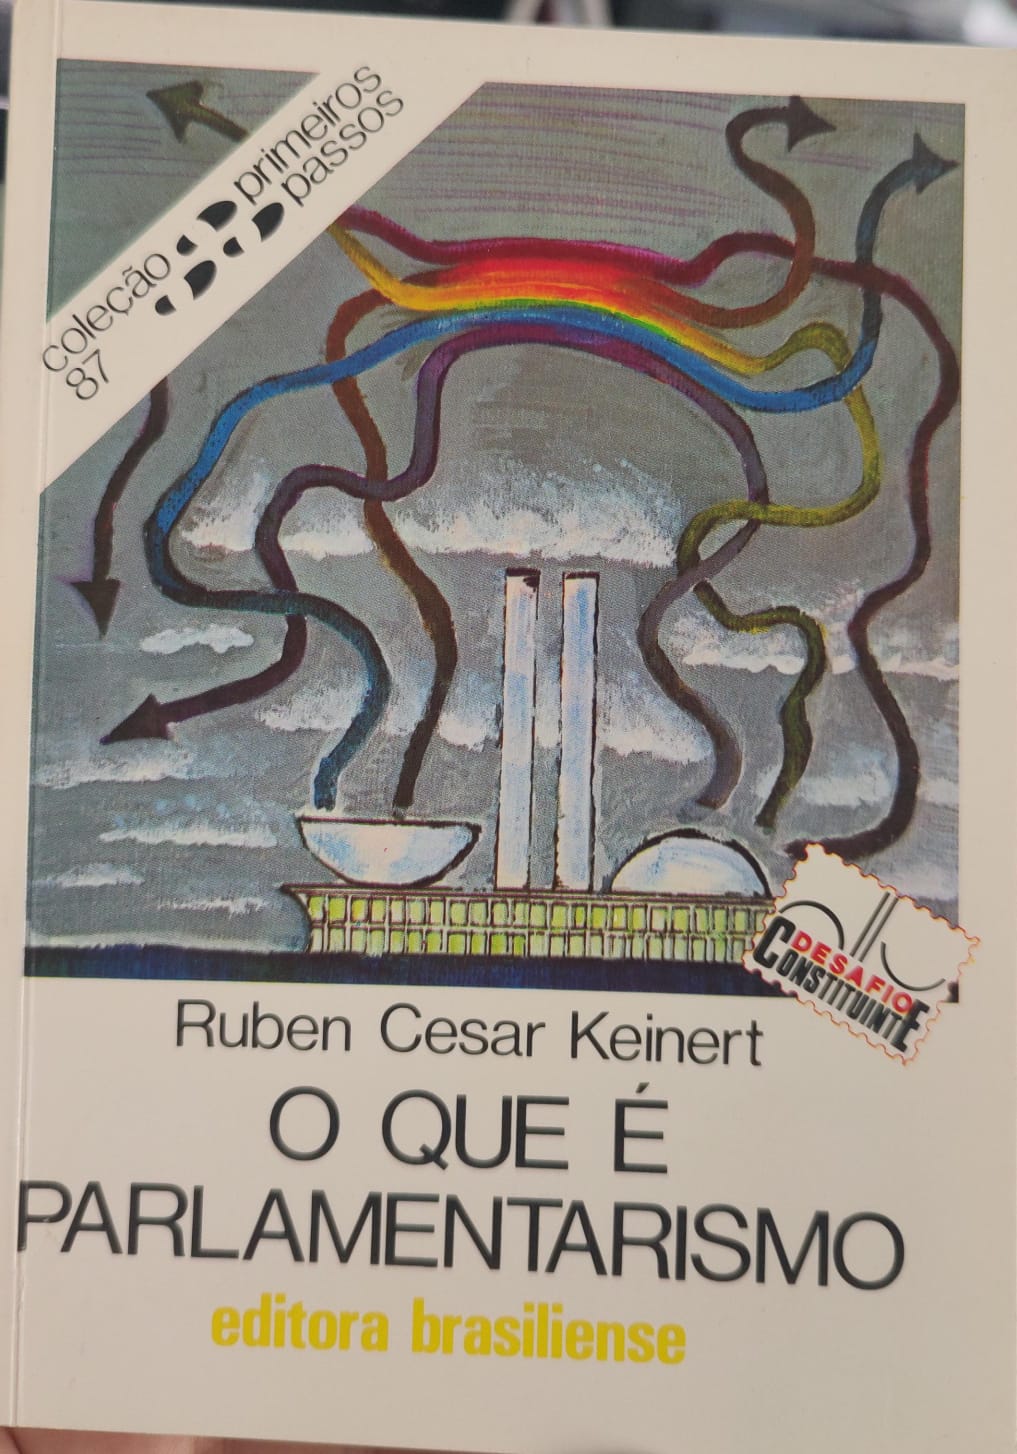 coleção primeiros
87 passos
DESAFIO
CONSTITUINTE
Ruben Cesar Keinert
O QUE É
PARLAMENTARISMO
editora brasiliense